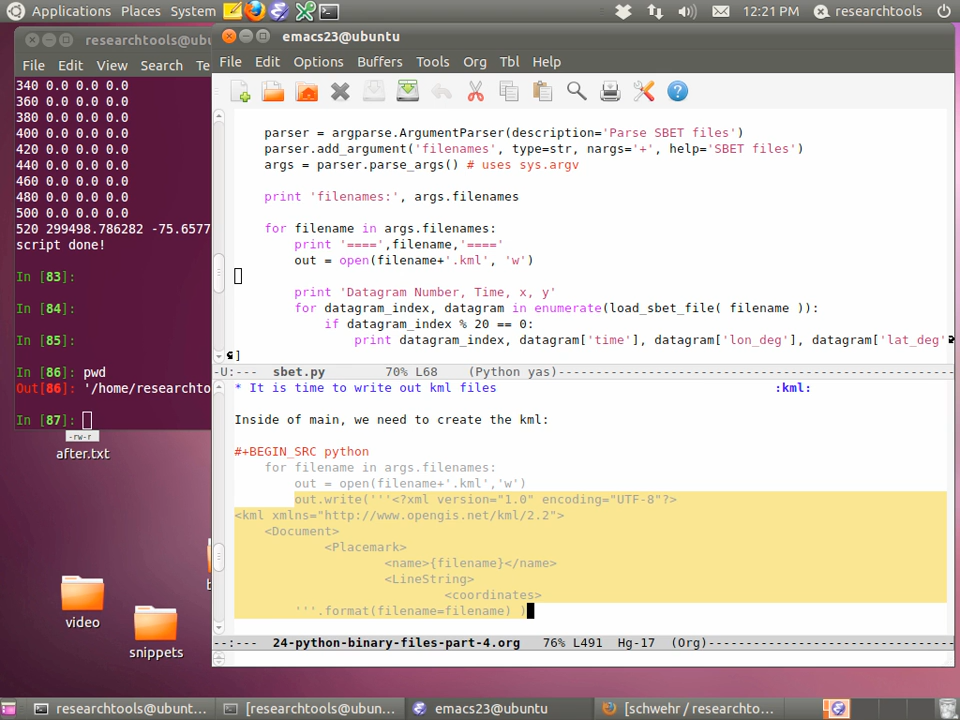 Applications Places System 12:21 PM researchtools
researchtools@ubu
File Edit View Search Te
340 0.0 0.0 0.0
360 0.0 0.0 0.0
380 0.0 0.0 0.0
400 0.0 0.0 0.0
420 0.0 0.0 0.0
440 0.0 0.0 0.0
460 0.0 0.0 0.0
480 0.0 0.0 0.0
500 0.0 0.0 0.0
520 299498.786282 -75.6577
script done!
In [83]:
In [84]:
In [85]:
In [86]: pwd
Out[86]: '/home/researchto
In [87]:
-rw-r
after.txt
video
snippets
emacs23@ubuntu
File Edit Options Buffers Tools Org Tbl Help
parser = argparse.ArgumentParser(description='Parse SBET files')
parser.add_argument('filenames', type=str, nargs='+', help='SBET files')
args = parser.parse_args() # uses sys.argv
print 'filenames:', args.filenames
for filename in args.filenames:
print '====',filename,'===='
out = open(filename+'.kml', 'w')
print 'Datagram Number, Time, x, y'
for datagram_index, datagram in enumerate(load_sbet_file( filename )):
if datagram_index % 20 == 0:
print datagram_index, datagram['time'], datagram['lon_deg'], datagram['lat_deg'
]
-U:--- sbet.py 70% L68 (Python yas)
* It is time to write out kml files :kml:
Inside of main, we need to create the kml:
#+BEGIN_SRC python
for filename in args.filenames:
out = open(filename+'.kml','w')
out.write('''<?xml version="1.0" encoding="UTF-8"?>
<kml xmlns="http://www.opengis.net/kml/2.2">
<Document>
<Placemark>
<name>{filename}</name>
<LineString>
<coordinates>
'''.format(filename=filename) )
--:--- 24-python-binary-files-part-4.org 76% L491 Hg-17 (Org)
researchtools@ubunt... [researchtools@ubun... emacs23@ubuntu [schwehr / researchto...